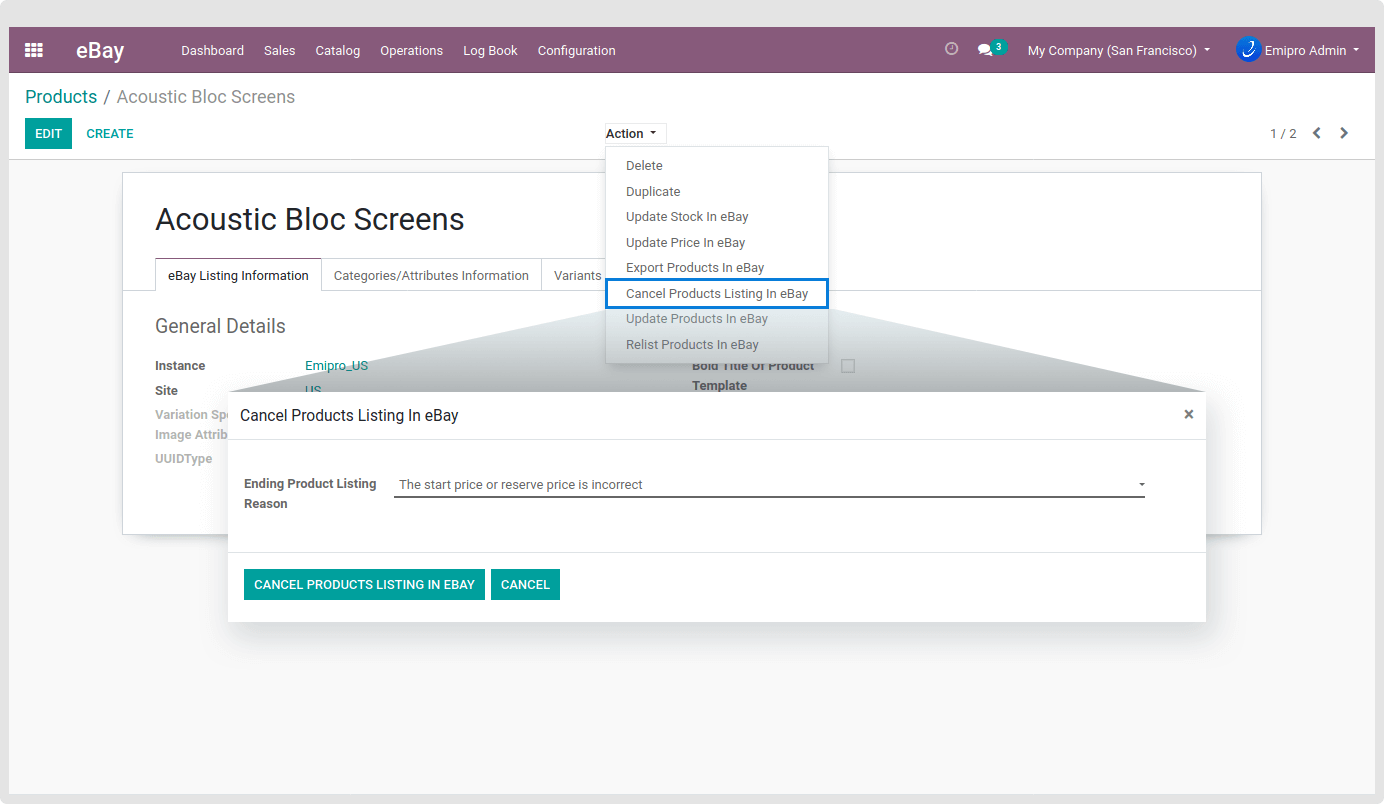 eBay Dashboard Sales Catalog Operations Log Book Configuration 3 My Company (San Francisco) Emipro Admin
Products / Acoustic Bloc Screens
EDIT CREATE Action 1 / 2
Delete
Duplicate
Update Stock In eBay
Update Price In eBay
Export Products In eBay
Cancel Products Listing In eBay
Update Products In eBay
Relist Products In eBay
Acoustic Bloc Screens
eBay Listing Information Categories/Attributes Information Variants
General Details
Instance Emipro_US Bold Title Of Product
Site US Template
Variation Spe
Image Attrib
UUIDType
Cancel Products Listing In eBay ×
Ending Product Listing The start price or reserve price is incorrect
Reason
CANCEL PRODUCTS LISTING IN EBAY CANCEL